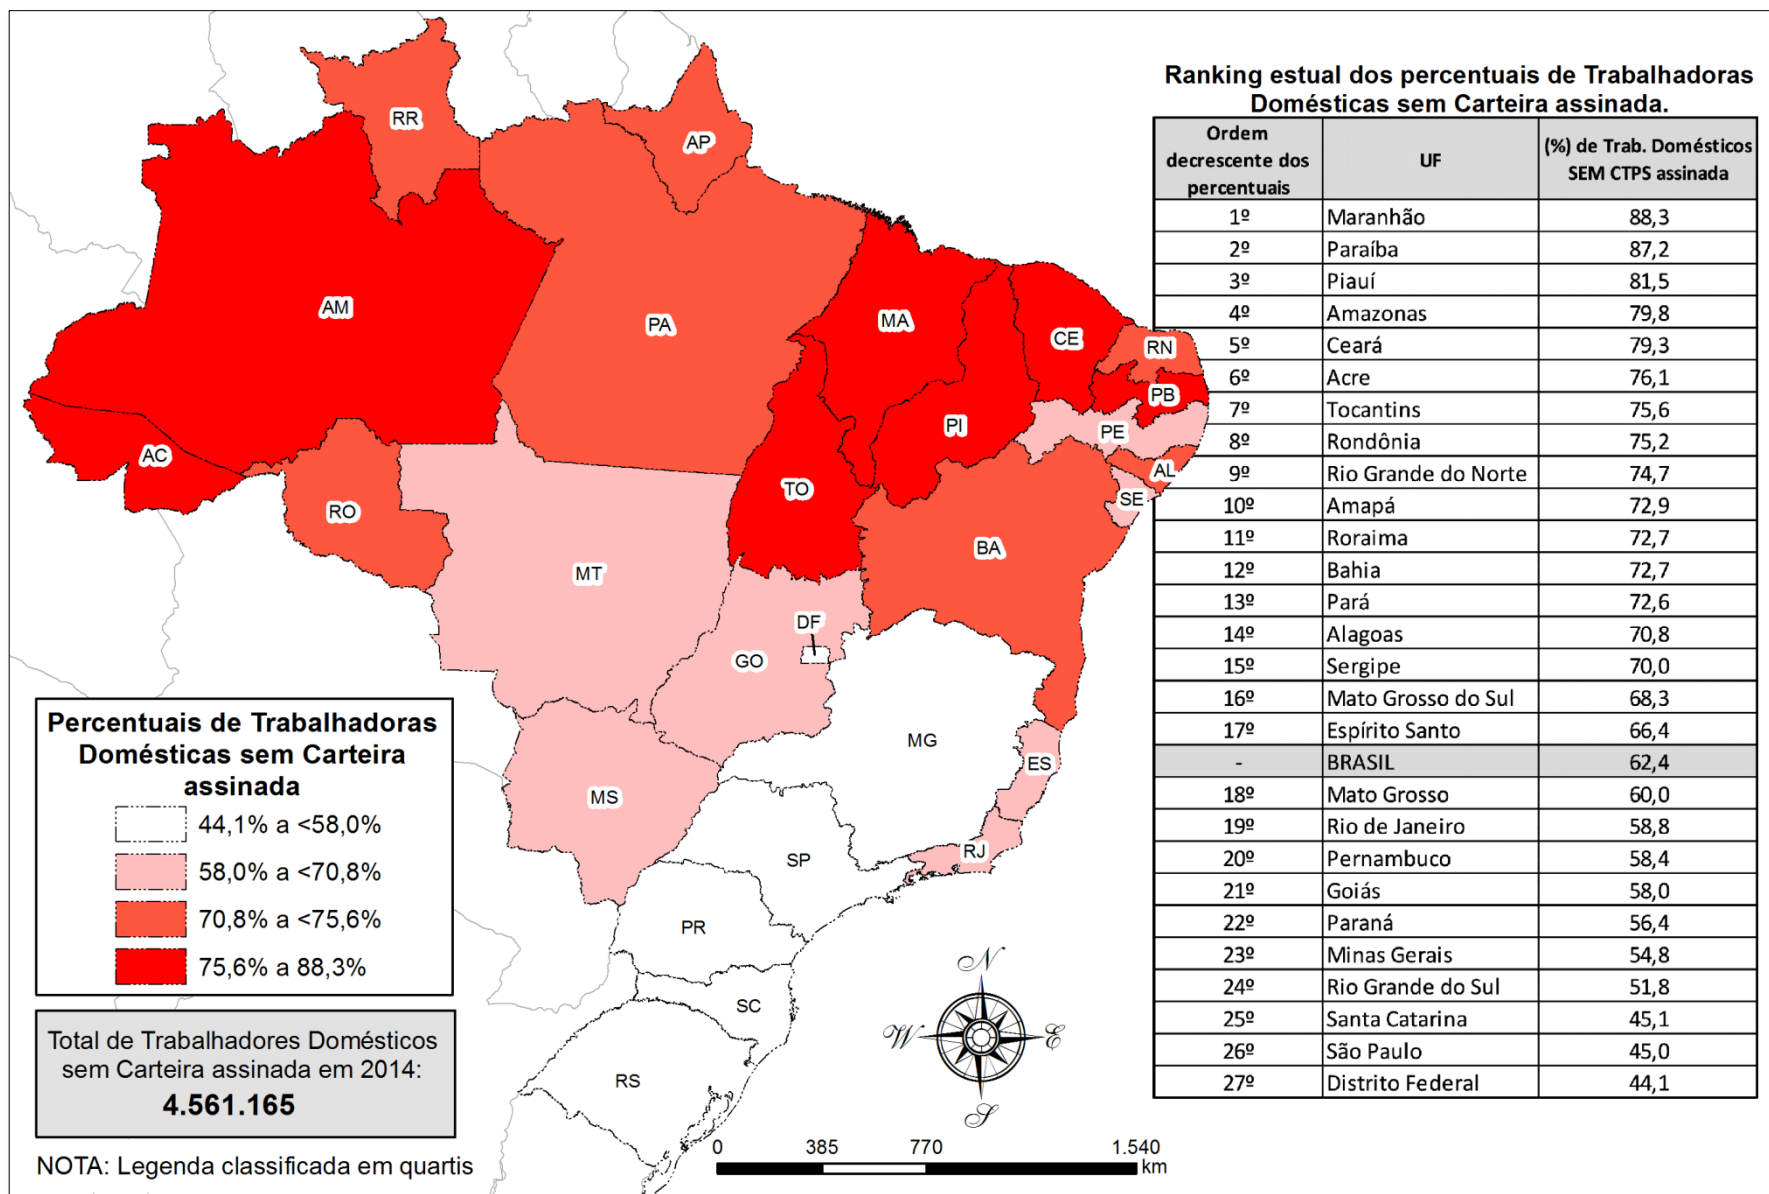 RR
AP
AM
PA
MA
CE
RN
PB
PI
PE
AC
AL
TO
SE
RO
BA
MT
DF
GO
MG
ES
MS
RJ
SP
PR
SC
RS
Percentuais de Trabalhadoras
Domésticas sem Carteira
assinada
44,1% a <58,0%
58,0% a <70,8%
70,8% a <75,6%
75,6% a 88,3%
Total de Trabalhadores Domésticos
sem Carteira assinada em 2014:
4.561.165
NOTA: Legenda classificada em quartis
N
W
E
S
0 385 770 1.540
km
Ranking estual dos percentuais de Trabalhadoras
Domésticas sem Carteira assinada.
Ordem decrescente dos percentuais UF (%) de Trab. Domésticos SEM CTPS assinada
1º Maranhão 88,3
2º Paraíba 87,2
3º Piauí 81,5
4º Amazonas 79,8
5º Ceará 79,3
6º Acre 76,1
7º Tocantins 75,6
8º Rondônia 75,2
9º Rio Grande do Norte 74,7
10º Amapá 72,9
11º Roraima 72,7
12º Bahia 72,7
13º Pará 72,6
14º Alagoas 70,8
15º Sergipe 70,0
16º Mato Grosso do Sul 68,3
17º Espírito Santo 66,4
- BRASIL 62,4
18º Mato Grosso 60,0
19º Rio de Janeiro 58,8
20º Pernambuco 58,4
21º Goiás 58,0
22º Paraná 56,4
23º Minas Gerais 54,8
24º Rio Grande do Sul 51,8
25º Santa Catarina 45,1
26º São Paulo 45,0
27º Distrito Federal 44,1